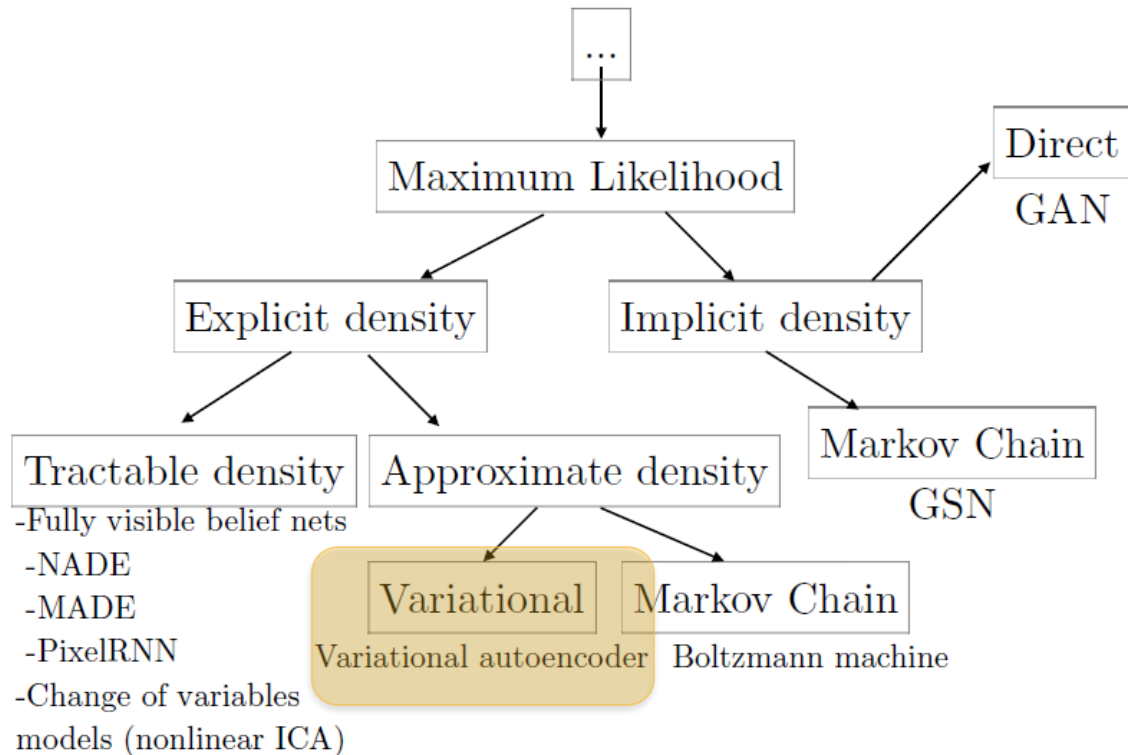 ...
Maximum Likelihood
Direct
GAN
Explicit density
Implicit density
Tractable density
-Fully visible belief nets
-NADE
-MADE
-PixelRNN
-Change of variables
models (nonlinear ICA)
Approximate density
Variational
Variational autoencoder
Markov Chain
Boltzmann machine
Markov Chain
GSN